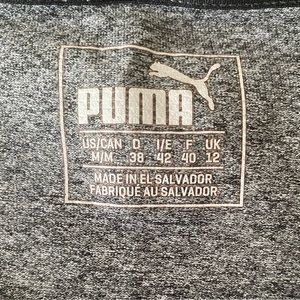 PUMA
US/CAN D I/E F UK
M/M 38 42 40 12
MADE IN EL SALVADOR
FABRIQUÉ AU SALVADOR